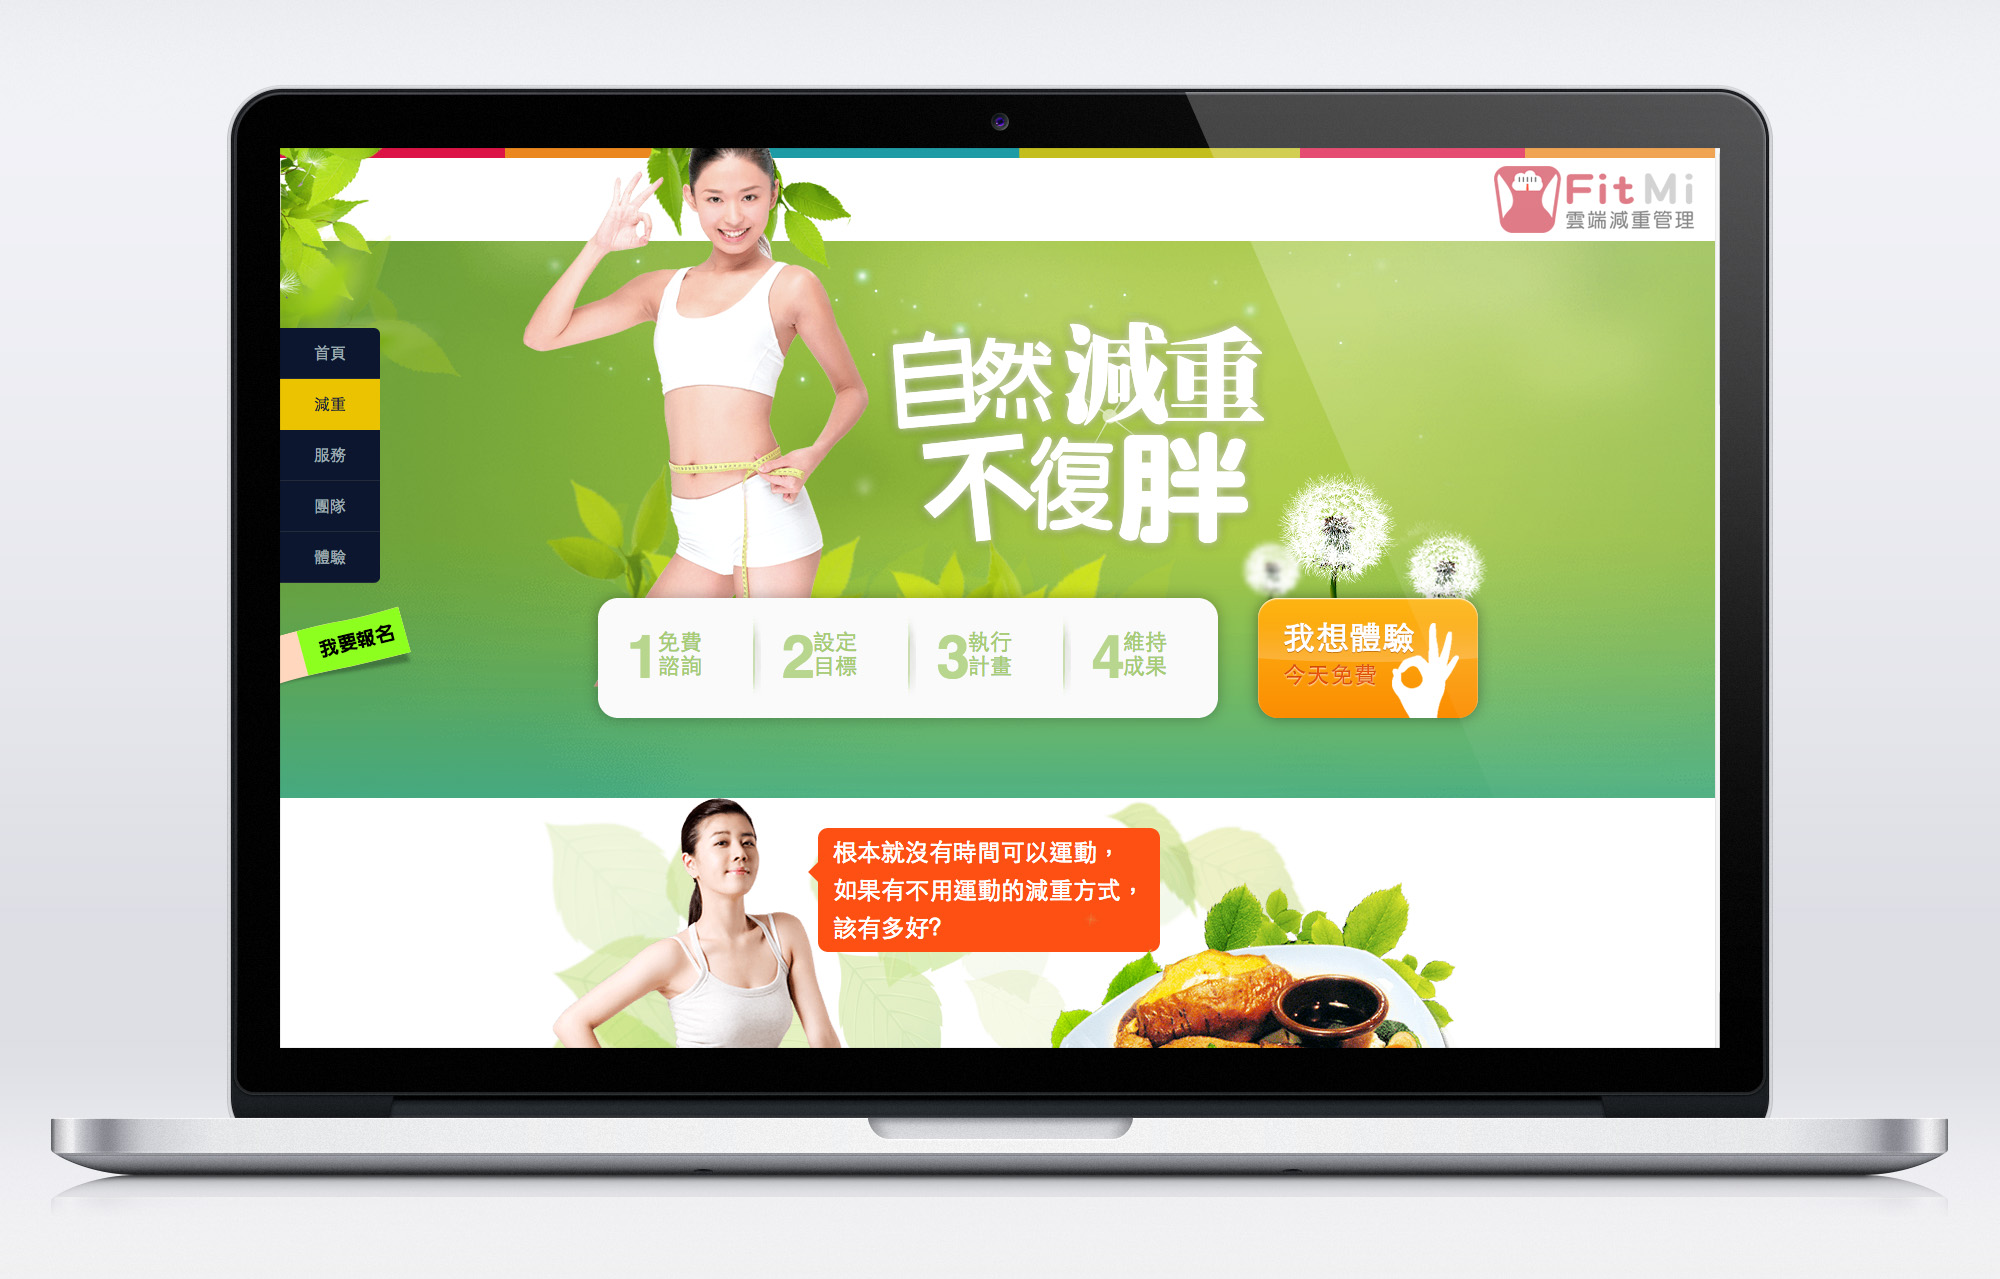 FitMi
雲端減重管理
首頁
減重
服務
團隊
體驗
我要報名
自然減重
不復胖
1 免費
諮詢
2 設定
目標
3 執行
計畫
4 維持
成果
我想體驗
今天免費
根本就沒有時間可以運動，
如果有不用運動的減重方式，
該有多好?